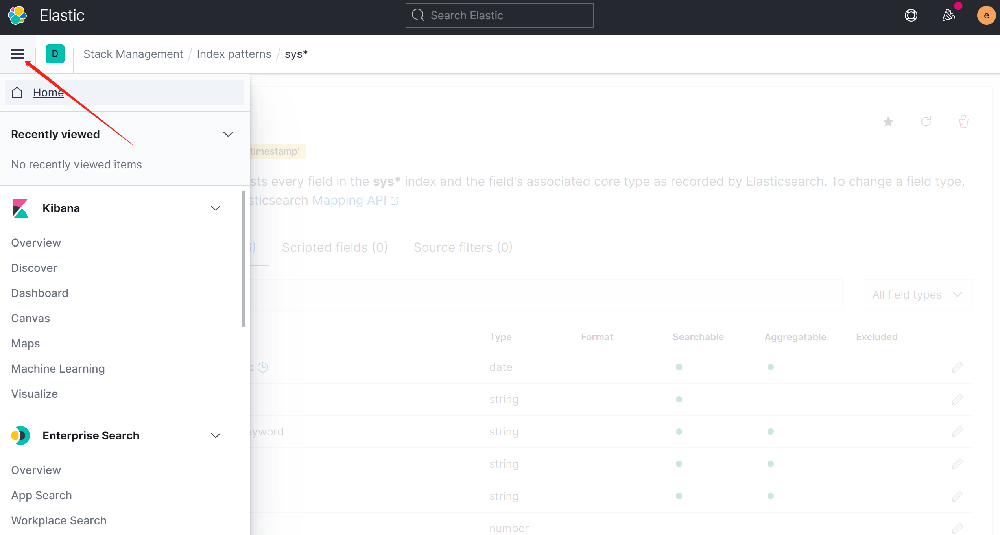 Elastic
Search Elastic
e
D
Stack Management / Index patterns / sys*
Home
Recently viewed
No recently viewed items
Kibana
Overview
Discover
Dashboard
Canvas
Maps
Machine Learning
Visualize
Enterprise Search
Overview
App Search
Workplace Search
timestamp'
sts every field in the sys* index and the field's associated core type as recorded by Elasticsearch. To change a field type,
sticsearch Mapping API
Scripted fields (0)
Source filters (0)
All field types
Type Format Searchable Aggregatable Excluded
date
string
eyword string
string
string
number